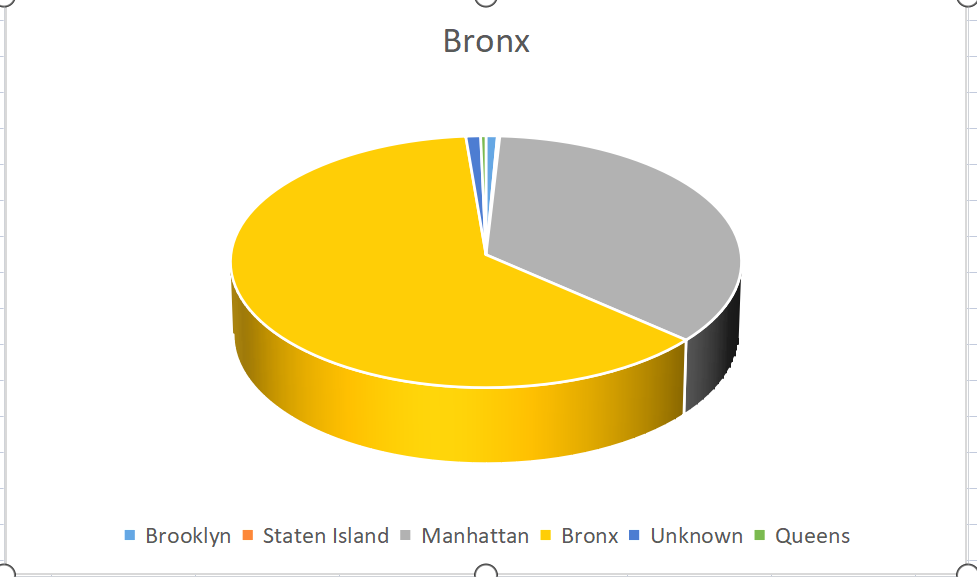 Bronx
Brooklyn Staten Island Manhattan Bronx Unknown Queens